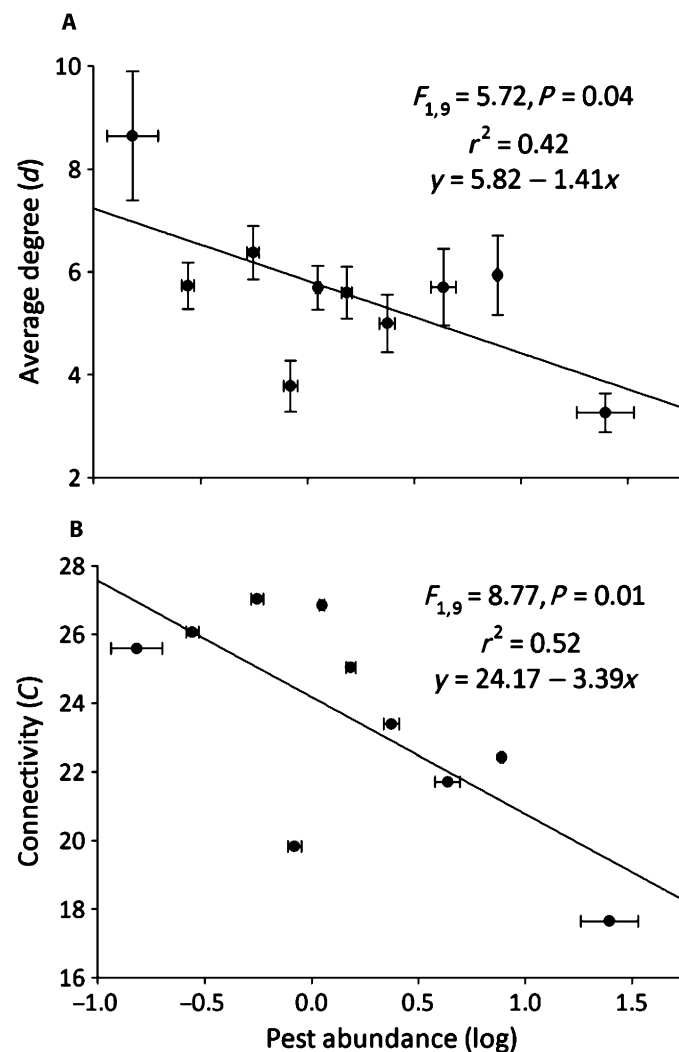 A
10
8
6
4
2
Average degree (d)
F1,9 = 5.72, P = 0.04
r² = 0.42
y = 5.82 − 1.41x
B
28
26
24
22
20
18
16
Connectivity (C)
F1,9 = 8.77, P = 0.01
r² = 0.52
y = 24.17 − 3.39x
−1.0 −0.5 0.0 0.5 1.0 1.5
Pest abundance (log)